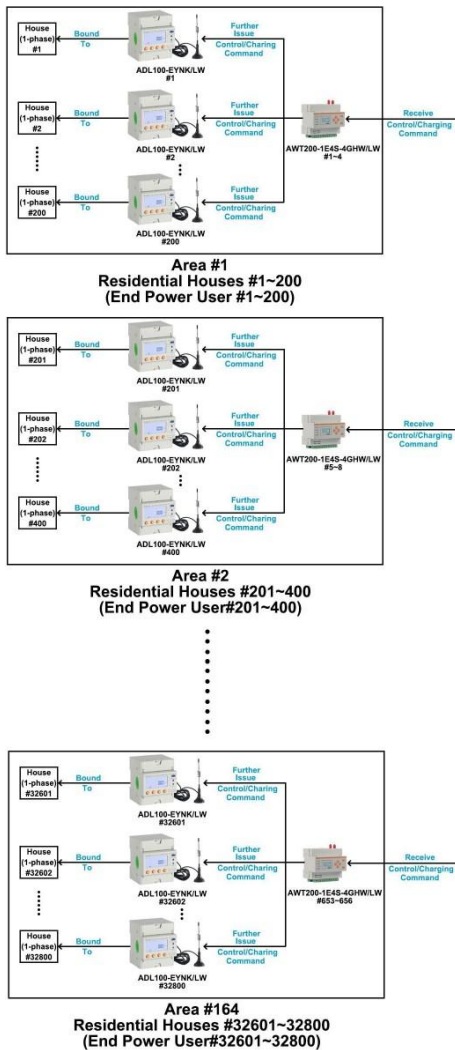 House
(1-phase)
#1
Bound
To
ADL100-EYNK/LW
#1
Further
Issue
Control/Charing
Command
House
(1-phase)
#2
Bound
To
ADL100-EYNK/LW
#2
Further
Issue
Control/Charing
Command
AWT200-1E4S-4GHW/LW
#1~4
Receive
Control/Charging
Command
House
(1-phase)
#200
Bound
To
ADL100-EYNK/LW
#200
Further
Issue
Control/Charing
Command
Area #1
Residential Houses #1~200
(End Power User #1~200)
House
(1-phase)
#201
Bound
To
ADL100-EYNK/LW
#201
Further
Issue
Control/Charing
Command
House
(1-phase)
#202
Bound
To
ADL100-EYNK/LW
#202
Further
Issue
Control/Charing
Command
AWT200-1E4S-4GHW/LW
#5~8
Receive
Control/Charging
Command
House
(1-phase)
#400
Bound
To
ADL100-EYNK/LW
#400
Further
Issue
Control/Charing
Command
Area #2
Residential Houses #201~400
(End Power User#201~400)
House
(1-phase)
#32601
Bound
To
ADL100-EYNK/LW
#32601
Further
Issue
Control/Charing
Command
House
(1-phase)
#32602
Bound
To
ADL100-EYNK/LW
#32602
Further
Issue
Control/Charing
Command
AWT200-1E4S-4GHW/LW
#653~656
Receive
Control/Charging
Command
House
(1-phase)
#32800
Bound
To
ADL100-EYNK/LW
#32800
Further
Issue
Control/Charing
Command
Area #164
Residential Houses #32601~32800
(End Power User#32601~32800)